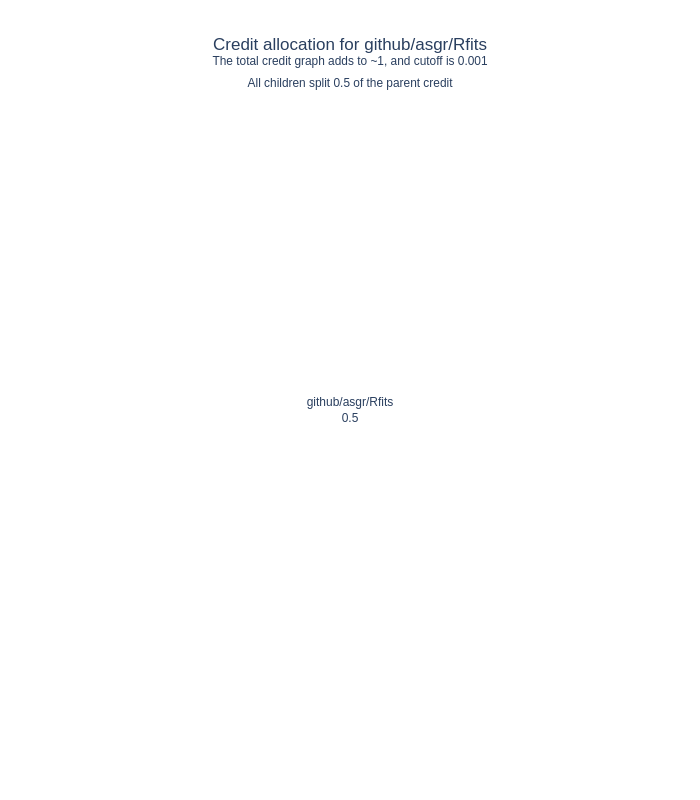 Credit allocation for github/asgr/Rfits
The total credit graph adds to ~1, and cutoff is 0.001
All children split 0.5 of the parent credit
github/asgr/Rfits
0.5